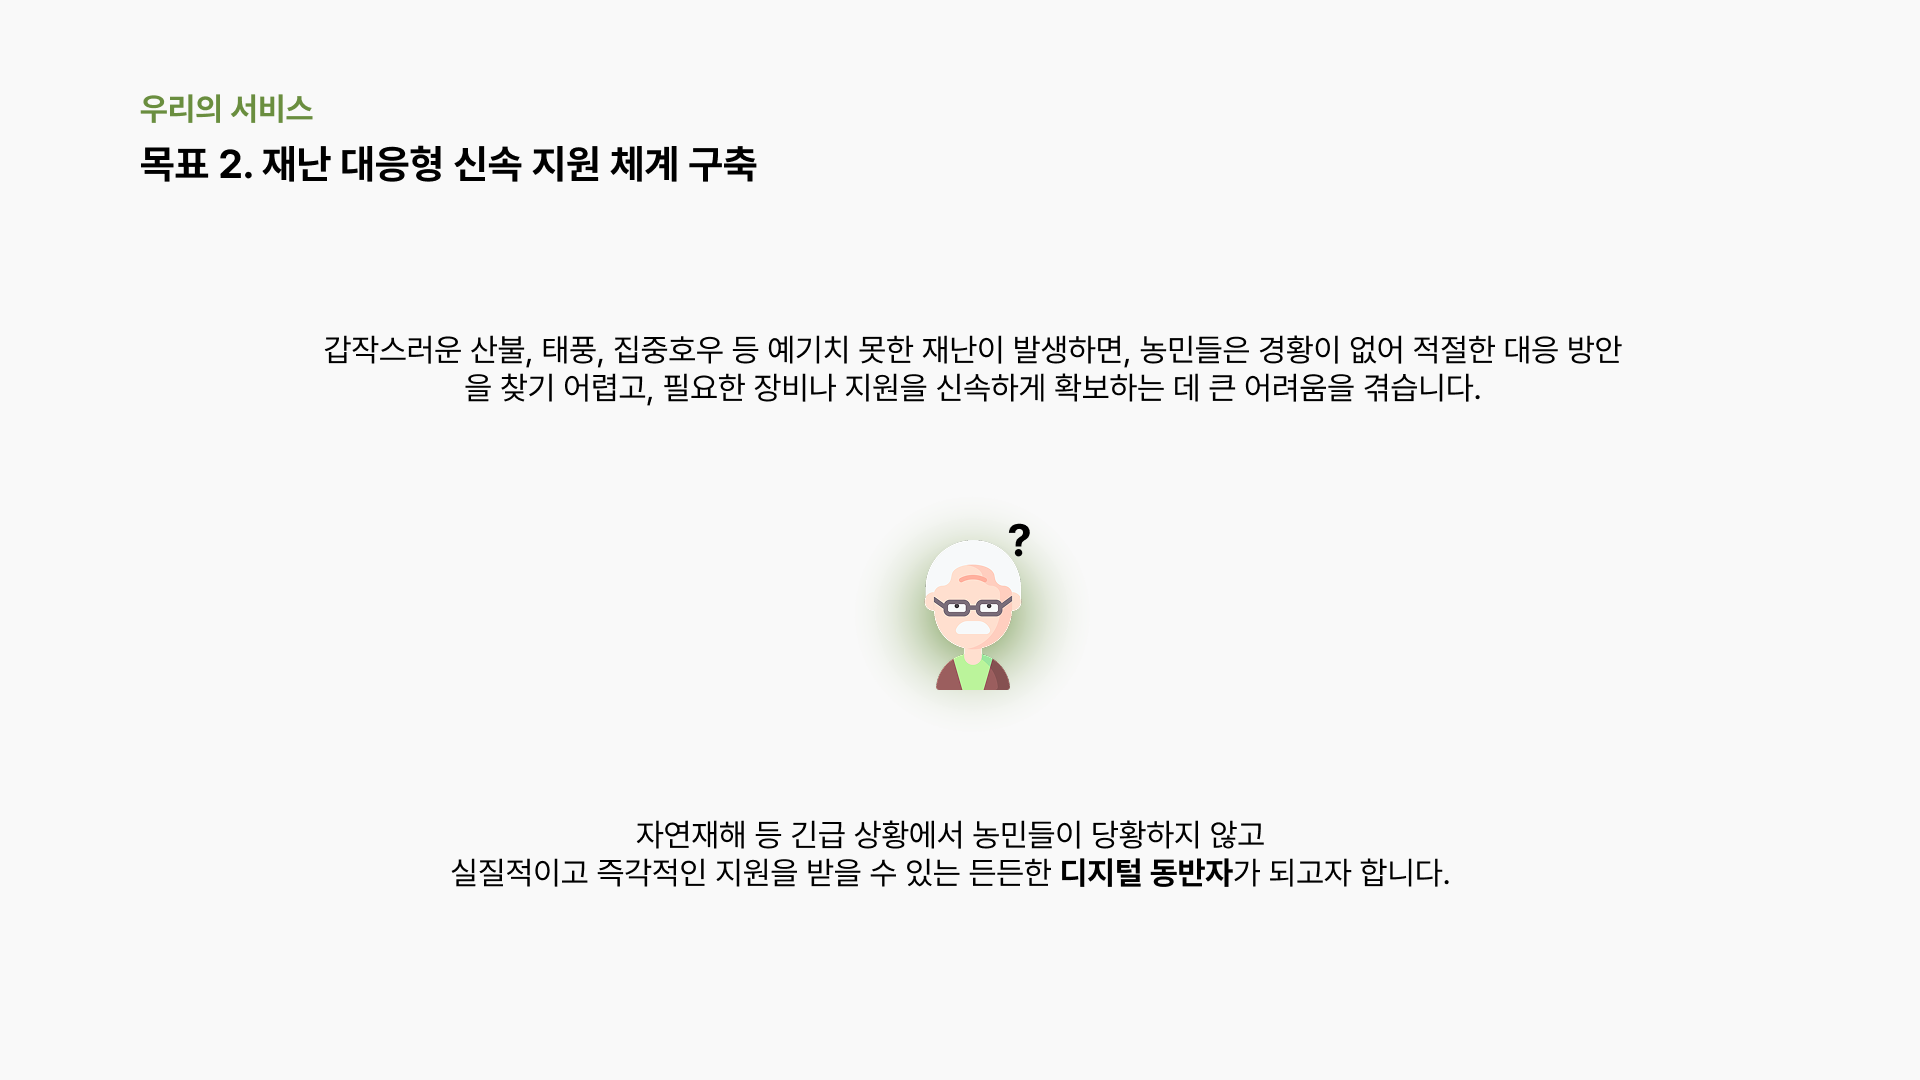 우리의 서비스
목표 2. 재난 대응형 신속 지원 체계 구축
갑작스러운 산불, 태풍, 집중호우 등 예기치 못한 재난이 발생하면, 농민들은 경황이 없어 적절한 대응 방안
을 찾기 어렵고, 필요한 장비나 지원을 신속하게 확보하는 데 큰 어려움을 겪습니다.
?
자연재해 등 긴급 상황에서 농민들이 당황하지 않고
실질적이고 즉각적인 지원을 받을 수 있는 든든한 디지털 동반자가 되고자 합니다.